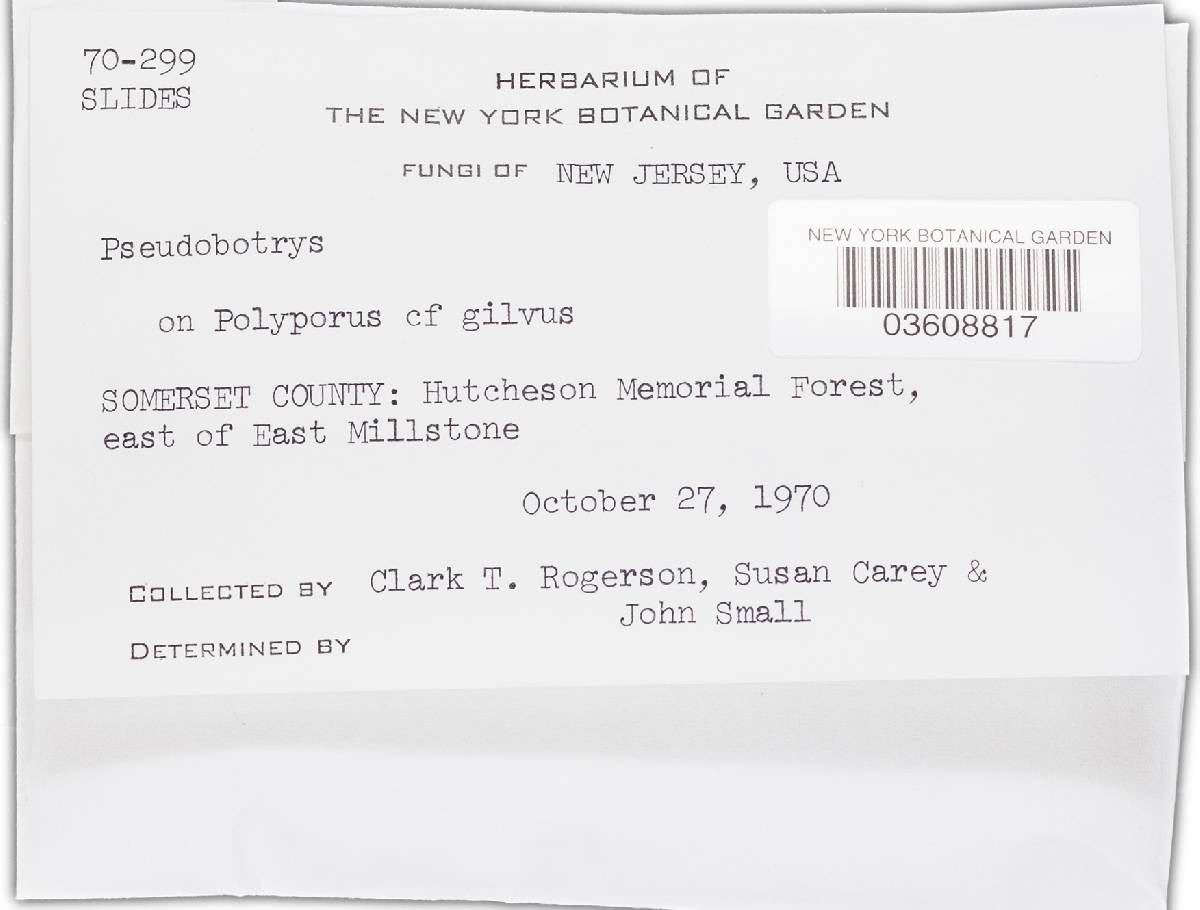 70-299
SLIDES
HERBARIUM OF
THE NEW YORK BOTANICAL GARDEN
FUNGI OF NEW JERSEY, USA
NEW YORK BOTANICAL GARDEN
03608817
Pseudobotrys
on Polyporus cf gilvus
SOMERSET COUNTY: Hutcheson Memorial Forest,
east of East Millstone
October 27, 1970
COLLECTED BY Clark T. Rogerson, Susan Carey &
John Small
DETERMINED BY